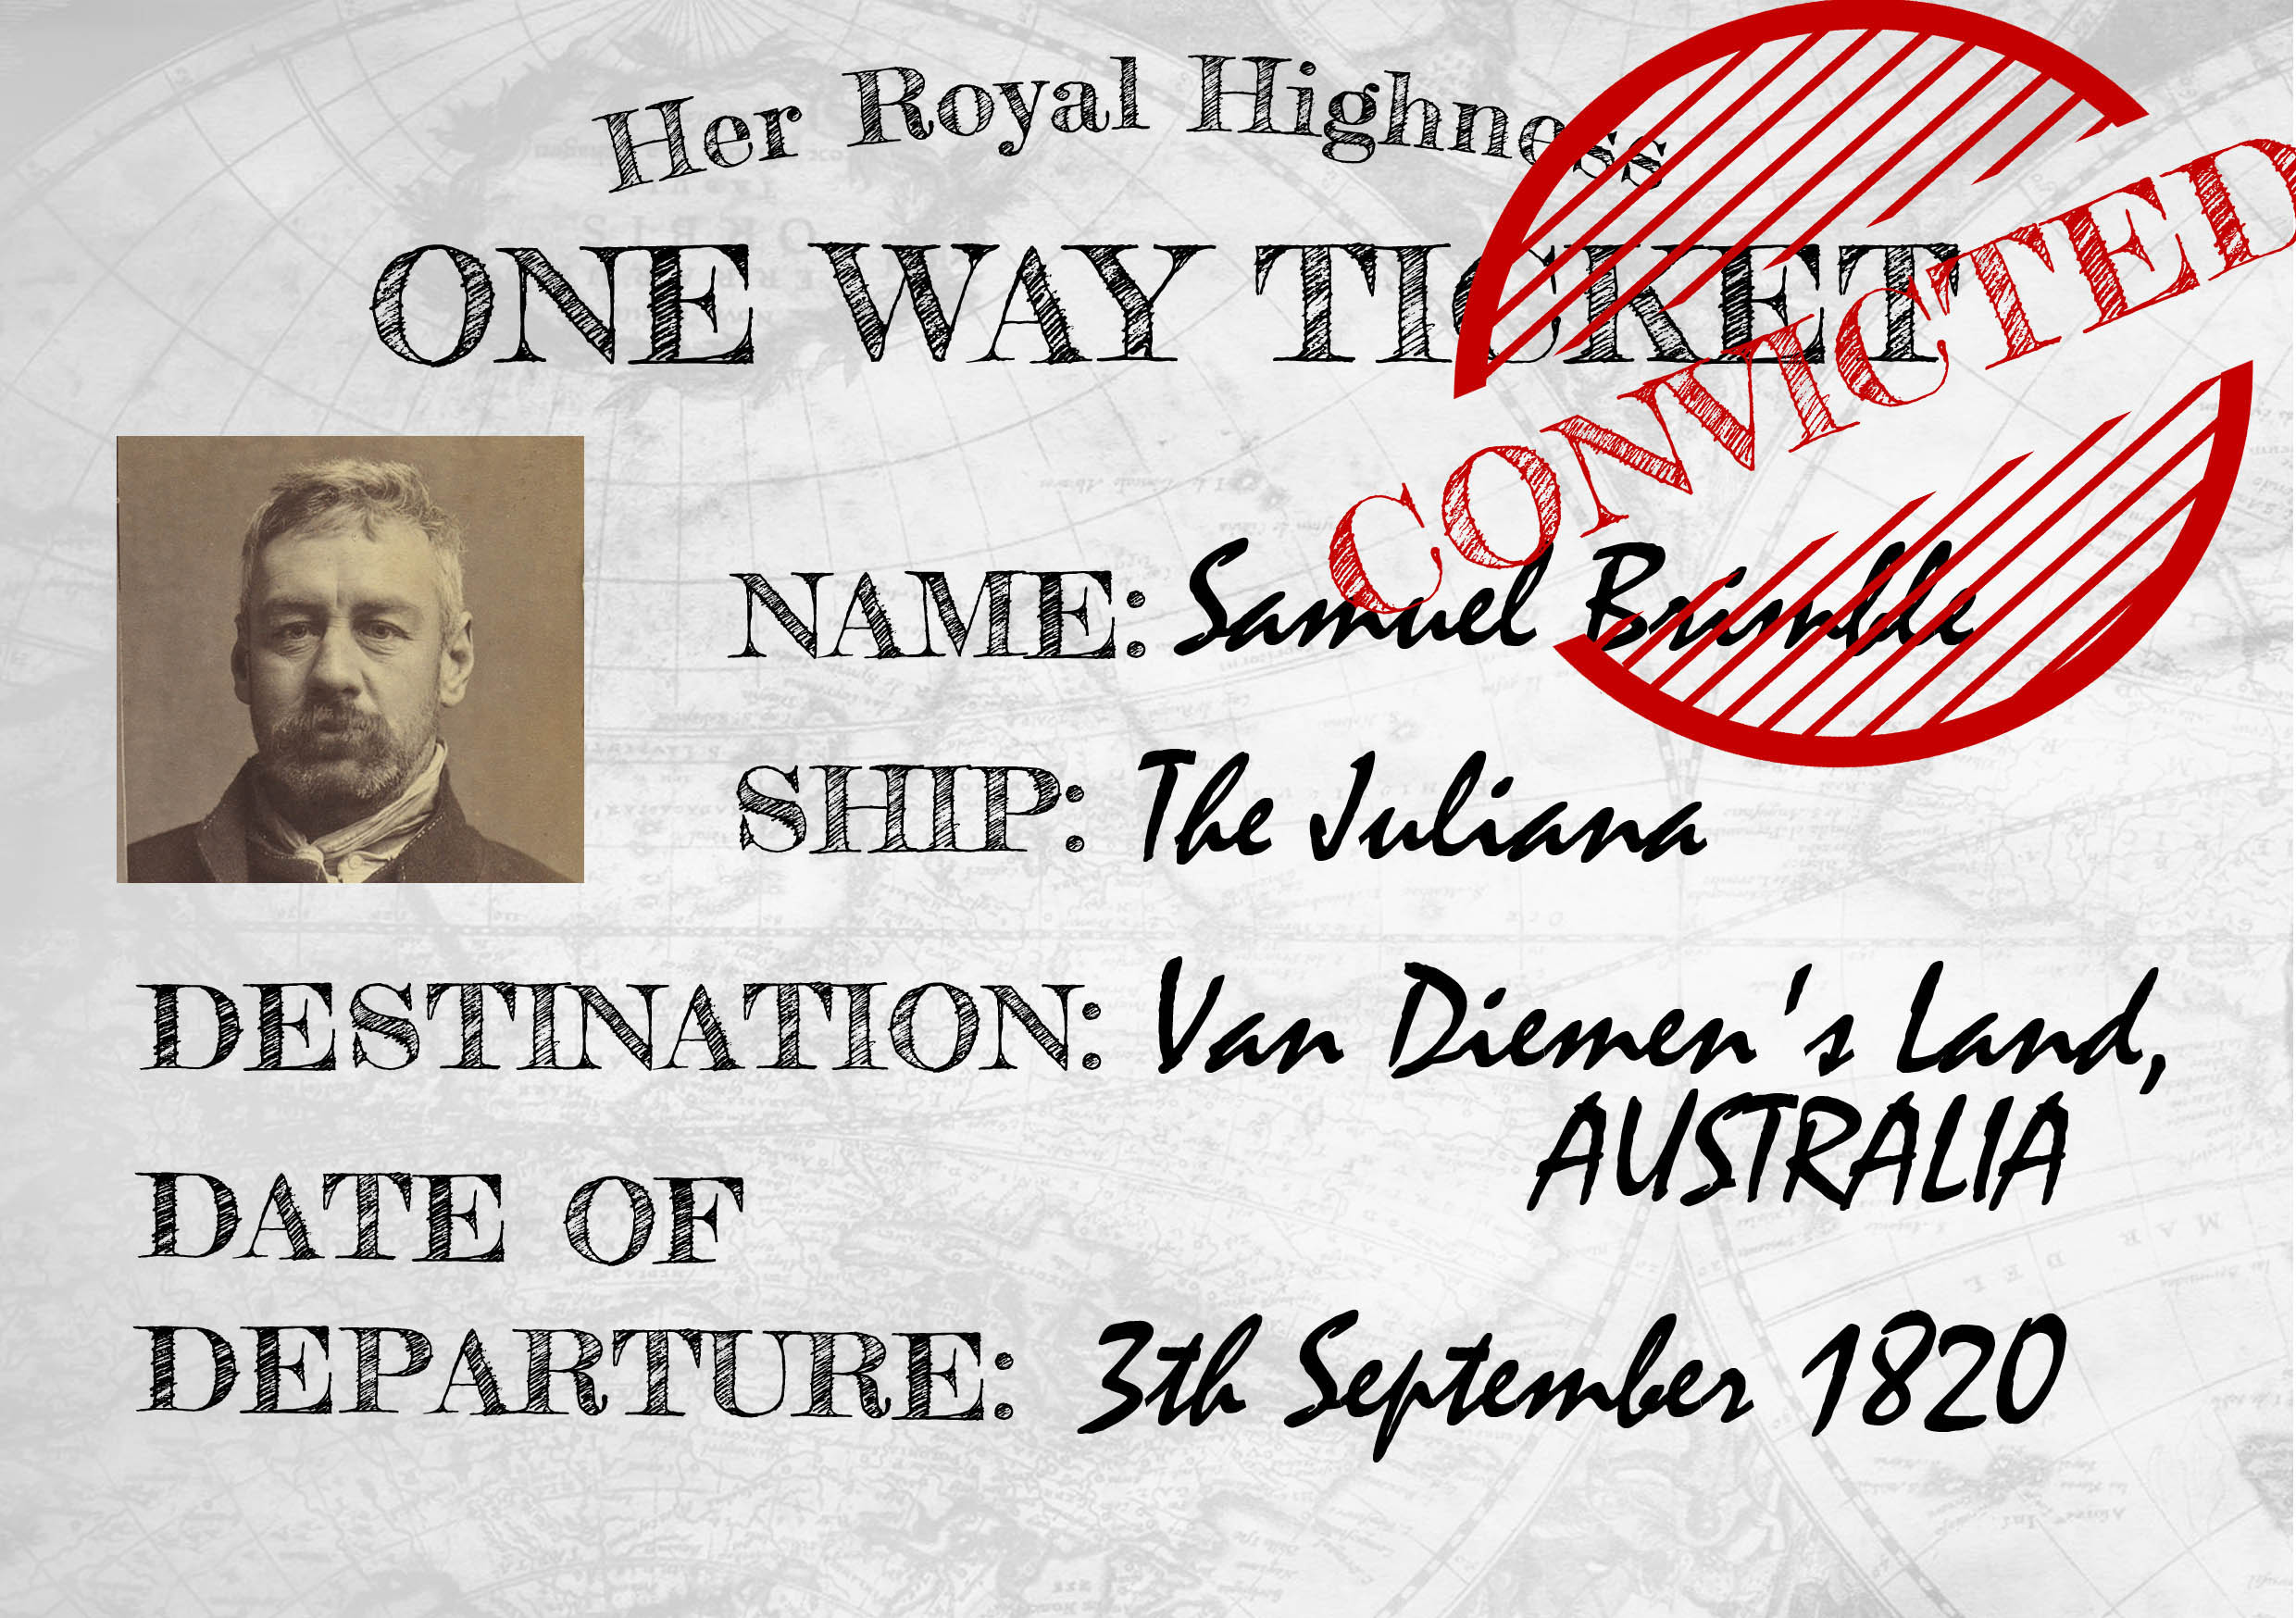 Her Royal Highness
ONE WAY TICKET
CONVICTED
NAME: Samuel Brimble
SHIP: The Juliana
DESTINATION: Van Diemen's Land,
AUSTRALIA
DATE OF
DEPARTURE: 3th September 1820